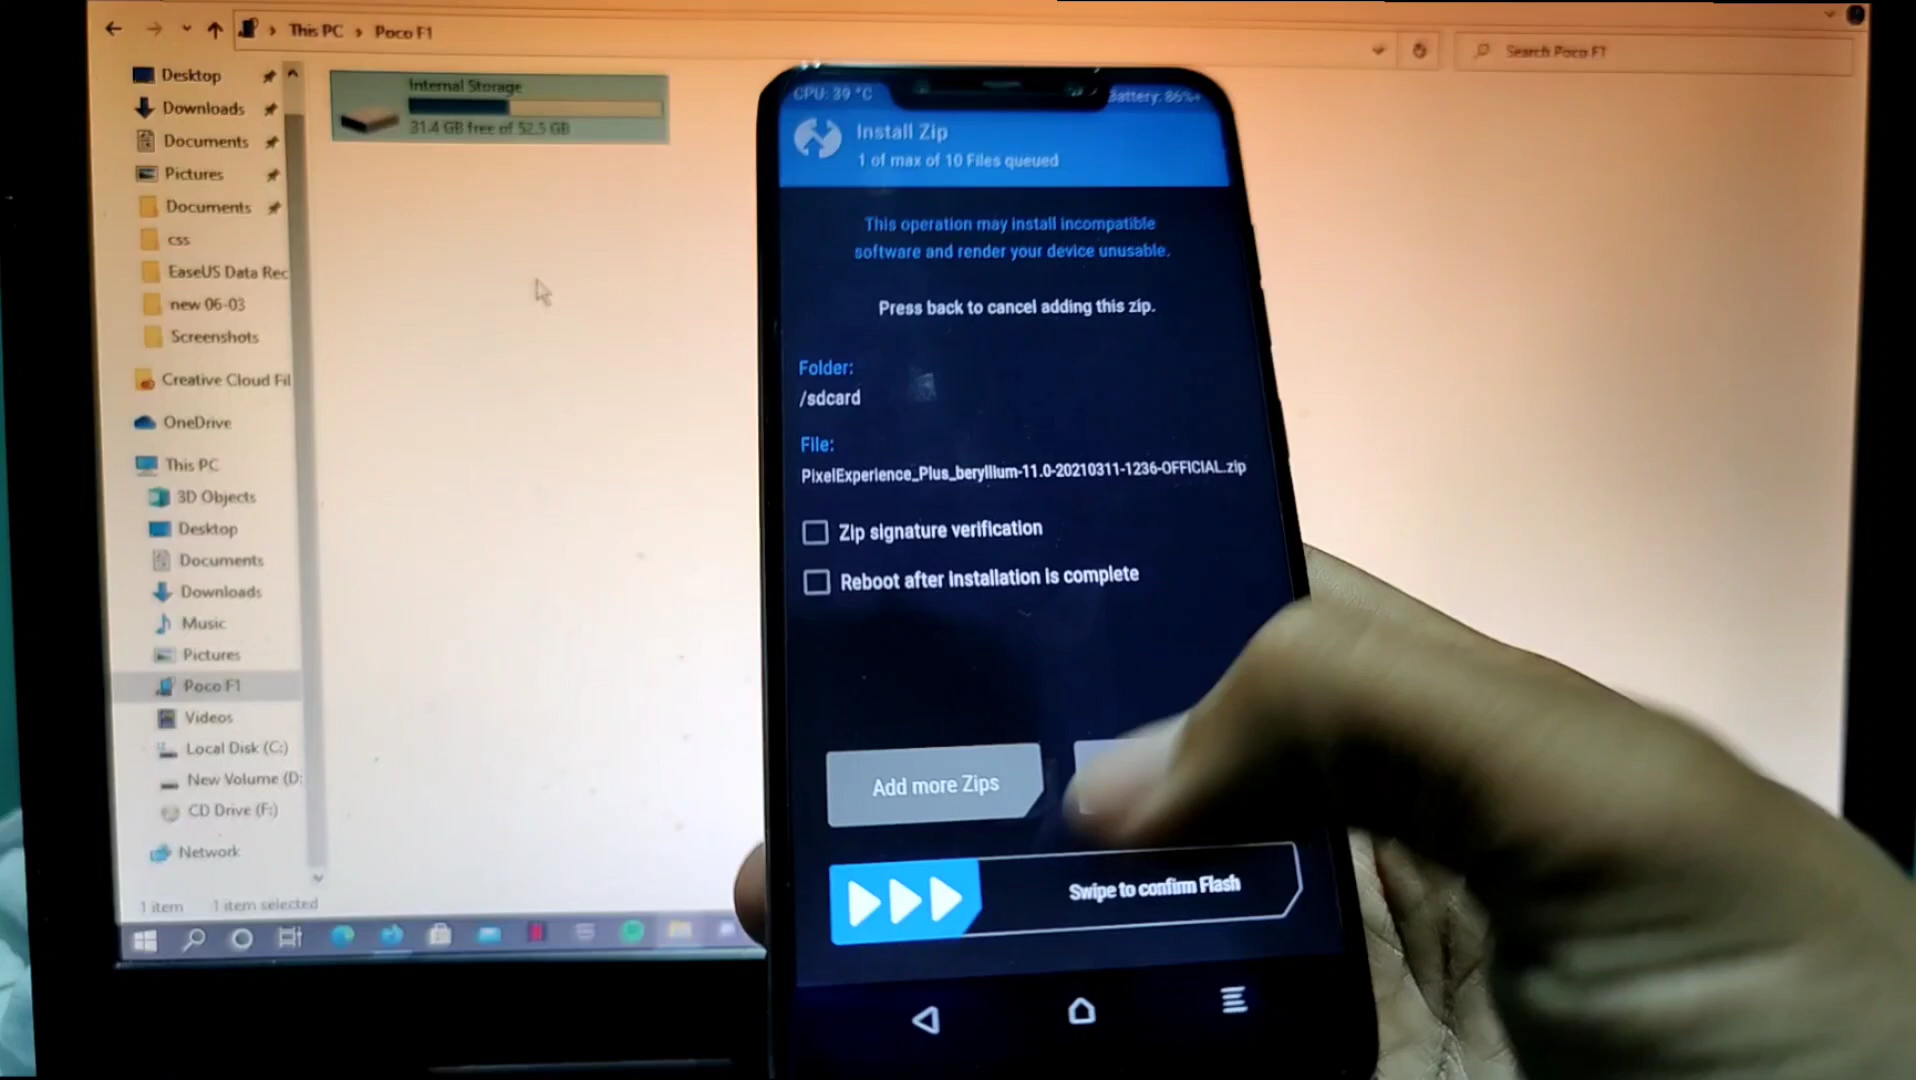 This PC > Poco F1
Search Poco F1
Desktop
Downloads
Documents
Pictures
Documents
css
EaseUS Data Rec
new 06-03
Screenshots
Creative Cloud Fil
OneDrive
This PC
3D Objects
Desktop
Documents
Downloads
Music
Pictures
Poco F1
Videos
Local Disk (C:)
New Volume (D:
CD Drive (F:)
Network
1 item 1 item selected
Internal Storage
31.4 GB free of 52.5 GB
CPU: 39 °C
Battery: 86%+
Install Zip
1 of max of 10 Files queued
This operation may install incompatible
software and render your device unusable.
Press back to cancel adding this zip.
Folder:
/sdcard
File:
PixelExperience_Plus_beryllium-11.0-20210311-1236-OFFICIAL.zip
Zip signature verification
Reboot after installation is complete
Add more Zips
Swipe to confirm Flash